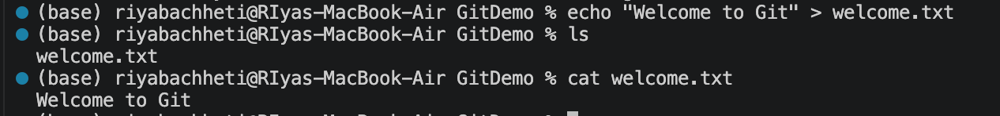 (base) riyabachheti@RIyas-MacBook-Air GitDemo % echo "Welcome to Git" > welcome.txt
(base) riyabachheti@RIyas-MacBook-Air GitDemo % ls
welcome.txt
(base) riyabachheti@RIyas-MacBook-Air GitDemo % cat welcome.txt
Welcome to Git